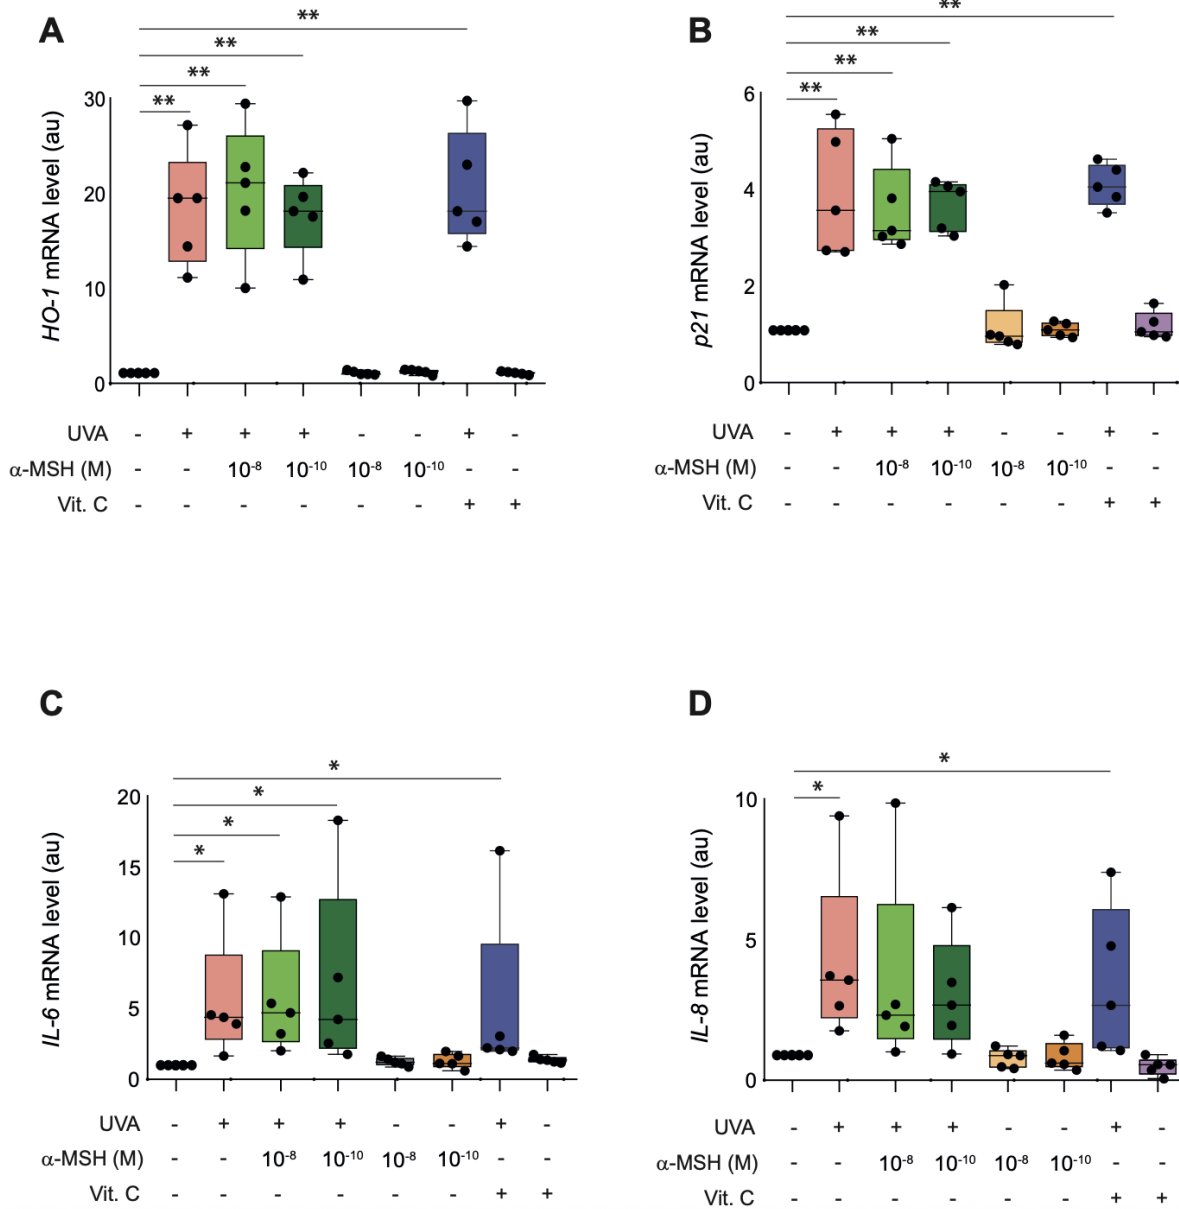 A
**
**
**
**
HO-1 mRNA level (au)
30
20
10
0
UVA - + + + - - + -
α-MSH (M) - - 10⁻⁸ 10⁻¹⁰ 10⁻⁸ 10⁻¹⁰ - -
Vit. C - - - - - - + +
B
**
**
**
**
p21 mRNA level (au)
6
4
2
0
UVA - + + + - - + -
α-MSH (M) - - 10⁻⁸ 10⁻¹⁰ 10⁻⁸ 10⁻¹⁰ - -
Vit. C - - - - - - + +
C
*
*
*
*
IL-6 mRNA level (au)
20
15
10
5
0
UVA - + + + - - + -
α-MSH (M) - - 10⁻⁸ 10⁻¹⁰ 10⁻⁸ 10⁻¹⁰ - -
Vit. C - - - - - - + +
D
*
*
IL-8 mRNA level (au)
10
5
0
UVA - + + + - - + -
α-MSH (M) - - 10⁻⁸ 10⁻¹⁰ 10⁻⁸ 10⁻¹⁰ - -
Vit. C - - - - - - + +